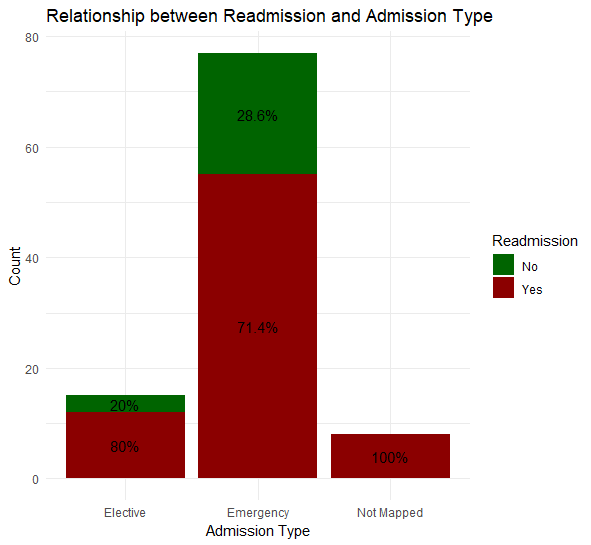 Relationship between Readmission and Admission Type
80
60
40
20
0
Count
28.6%
71.4%
20%
80%
100%
Elective
Emergency
Not Mapped
Admission Type
Readmission
No
Yes